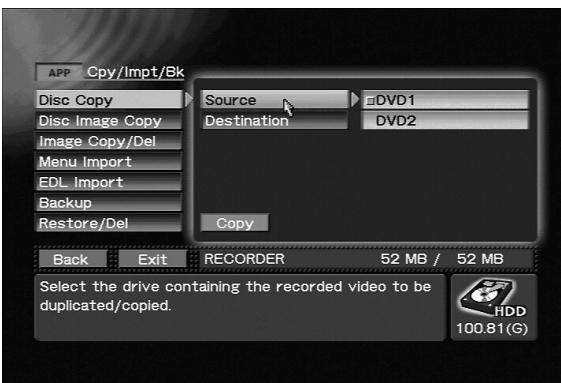 APP Cpy/Impt/Bk
Disc Copy
Disc Image Copy
Image Copy/Del
Menu Import
EDL Import
Backup
Restore/Del
Source
Destination
DVD1
DVD2
Copy
Back Exit RECORDER 52 MB / 52 MB
Select the drive containing the recorded video to be
duplicated/copied.
HDD
100.81(G)